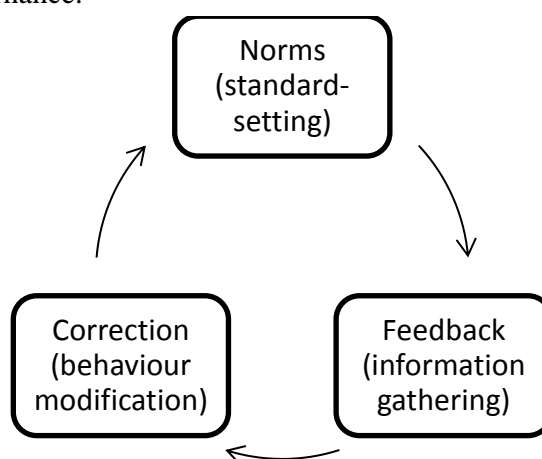 Norms
(standard-
setting)
Correction
(behaviour
modification)
Feedback
(information
gathering)